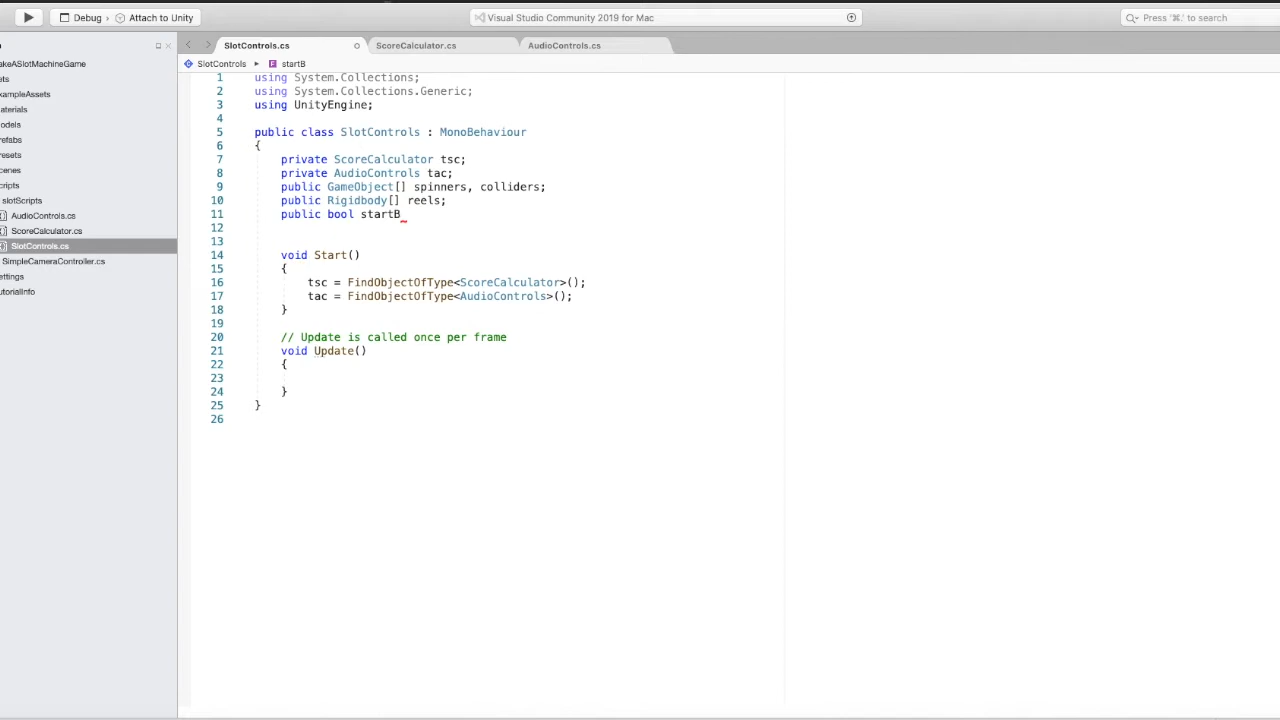 Debug › Attach to Unity
Visual Studio Community 2019 for Mac
Press '⌘.' to search
SlotControls.cs
ScoreCalculator.cs
AudioControls.cs
SlotControls ▸ startB
akeASlotMachineGame
ets
xampleAssets
aterials
odels
refabs
resets
cenes
cripts
slotScripts
AudioControls.cs
ScoreCalculator.cs
SlotControls.cs
SimpleCameraController.cs
ettings
utorialInfo
1 using System.Collections;
2 using System.Collections.Generic;
3 using UnityEngine;
4
5 public class SlotControls : MonoBehaviour
6 {
7 private ScoreCalculator tsc;
8 private AudioControls tac;
9 public GameObject[] spinners, colliders;
10 public Rigidbody[] reels;
11 public bool startB
12
13
14 void Start()
15 {
16 tsc = FindObjectOfType<ScoreCalculator>();
17 tac = FindObjectOfType<AudioControls>();
18 }
19
20 // Update is called once per frame
21 void Update()
22 {
23
24 }
25 }
26